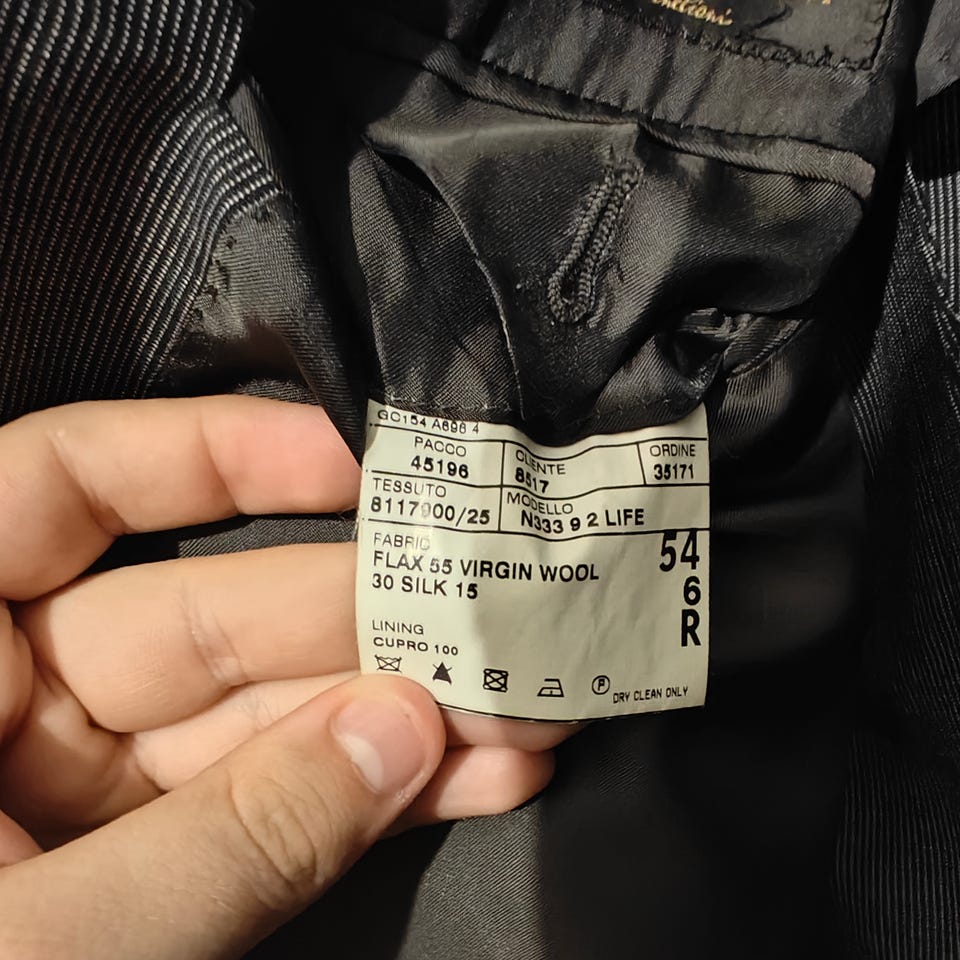 GC154 A696 4
PACCO
45196
CLIENTE
8517
ORDINE
35171
TESSUTO
8117900/25
MODELLO
N333 9 2 LIFE
FABRIC
FLAX 55 VIRGIN WOOL
30 SILK 15
54
6
R
LINING
CUPRO 100
P
DRY CLEAN ONLY